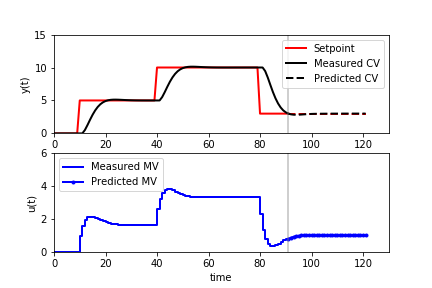 15
10
5
0
y(t)
Setpoint
Measured CV
Predicted CV
0 20 40 60 80 100 120
6
4
2
0
u(t)
Measured MV
Predicted MV
0 20 40 60 80 100 120
time